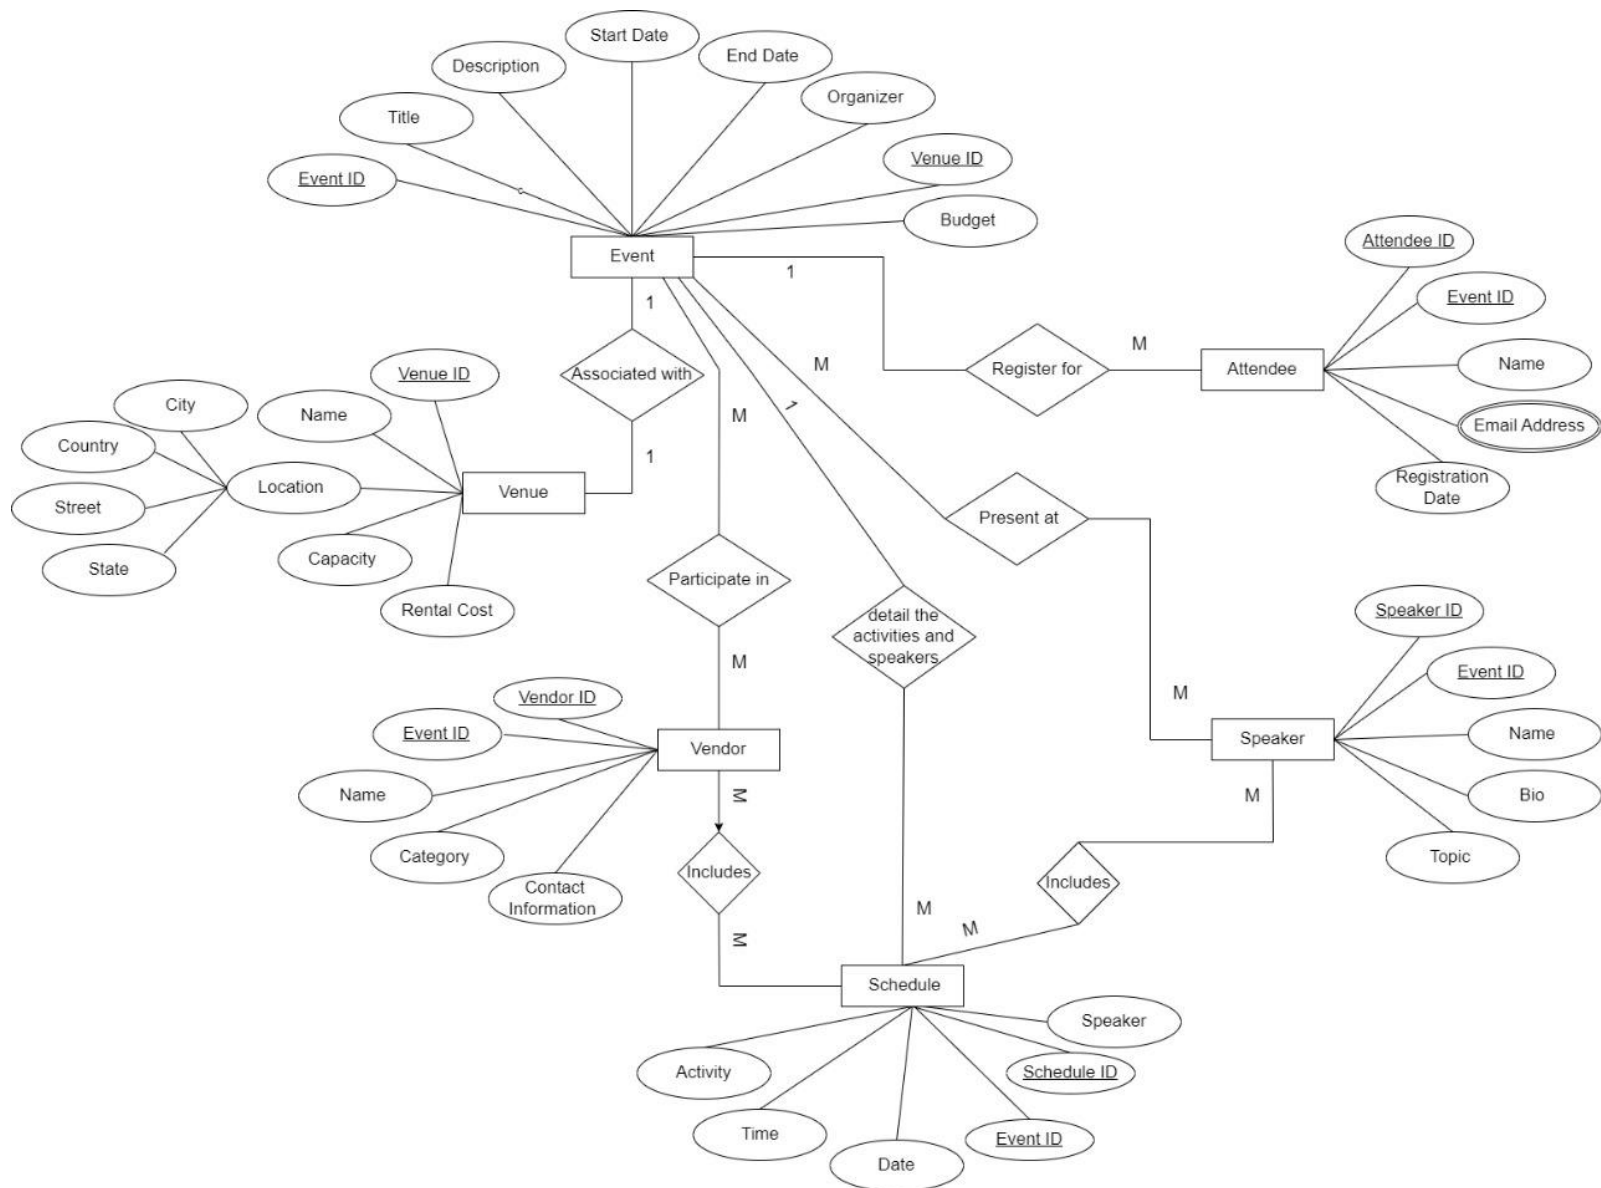 Start Date
End Date
Description
Organizer
Title
Venue ID
Event ID
Budget
Event
Attendee ID
1
1
Event ID
M
M
Register for
Attendee
Name
Associated with
Venue ID
1
City
Name
M
Email Address
Country
1
Registration
Date
Location
Venue
Street
Present at
Capacity
State
Participate in
Rental Cost
Speaker ID
detail the
activities and
speakers
M
Event ID
M
Vendor ID
Event ID
Vendor
Speaker
Name
Name
M
M
Bio
Category
Topic
Includes
Includes
Contact
Information
M
M
M
Schedule
Speaker
Activity
Schedule ID
Time
Event ID
Date
c